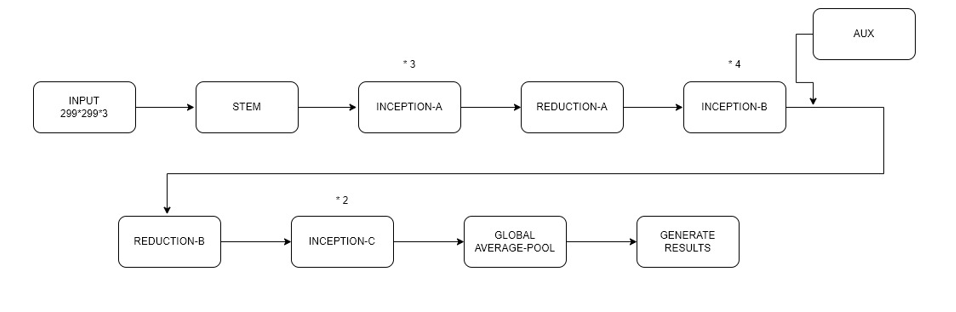 AUX
* 3
* 4
INPUT
299*299*3
STEM
INCEPTION-A
REDUCTION-A
INCEPTION-B
* 2
REDUCTION-B
INCEPTION-C
GLOBAL
AVERAGE-POOL
GENERATE
RESULTS